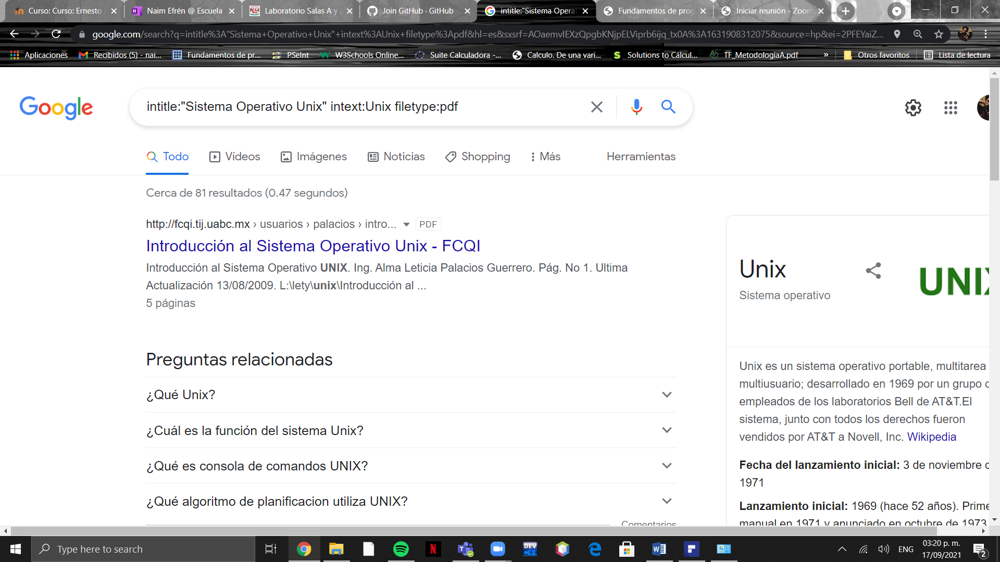 Curso: Curso: Ernesto
Naim Efrén @ Escuela
Laboratorio Salas A y
Join GitHub · GitHub
intitle:"Sistema Opera
Fundamentos de prog
Iniciar reunión - Zoom
google.com/search?q=intitle%3A"Sistema+Operativo+Unix"+intext%3AUnix+filetype%3Apdf&hl=es&sxsrf=AOaemvIEXzQpgbKNjpELViprb6ijq_tx0A%3A1631908312075&source=hp&ei=2PFEYaiZ...
Aplicaciones
Recibidos (5) - nai...
Fundamentos de pr...
PSeInt
W3Schools Online...
Suite Calculadora -...
Calculo. De una vari...
Solutions to Cálcul...
TF_MetodologiaA.pdf
»
Otros favoritos
Lista de lectura
Google
intitle:"Sistema Operativo Unix" intext:Unix filetype:pdf
Todo
Vídeos
Imágenes
Noticias
Shopping
Más
Herramientas
Cerca de 81 resultados (0.47 segundos)
http://fcqi.tij.uabc.mx › usuarios › palacios › intro... PDF
Introducción al Sistema Operativo Unix - FCQI
Introducción al Sistema Operativo UNIX. Ing. Alma Leticia Palacios Guerrero. Pág. No 1. Ultima
Actualización 13/08/2009. L:\lety\unix\Introducción al ...
5 páginas
Preguntas relacionadas
¿Qué Unix?
¿Cuál es la función del sistema Unix?
¿Qué es consola de comandos UNIX?
¿Qué algoritmo de planificacion utiliza UNIX?
Comentarios
Unix
Sistema operativo
UNIX
Unix es un sistema operativo portable, multitarea
multiusuario; desarrollado en 1969 por un grupo d
empleados de los laboratorios Bell de AT&T.El
sistema, junto con todos los derechos fueron
vendidos por AT&T a Novell, Inc. Wikipedia
Fecha del lanzamiento inicial: 3 de noviembre d
1971
Lanzamiento inicial: 1969 (hace 52 años). Prime
manual en 1971 y anunciado en octubre de 1973
Type here to search
DEV
ENG
03:20 p. m.
17/09/2021
2